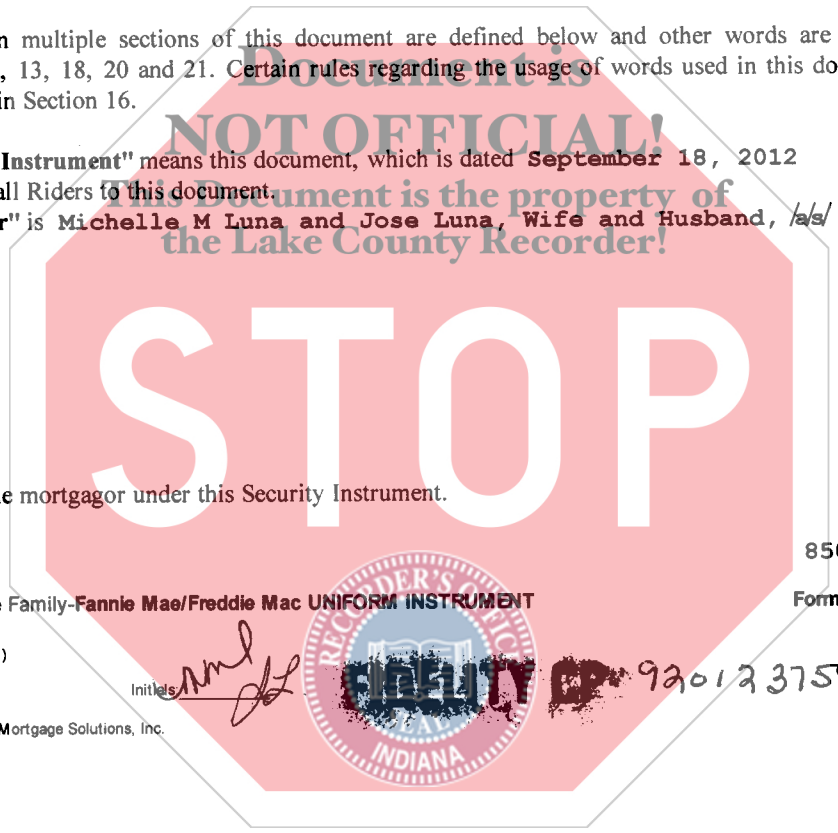 n multiple sections of this document are defined below and other words are
, 13, 18, 20 and 21. Certain rules regarding the usage of words used in this do
in Section 16.
Document is
NOT OFFICIAL!
This Document is the property of
the Lake County Recorder!
Instrument" means this document, which is dated September 18, 2012
all Riders to this document.
r" is Michelle M Luna and Jose Luna, Wife and Husband,
STOP
e mortgagor under this Security Instrument.
850
Family-Fannie Mae/Freddie Mac UNIFORM INSTRUMENT
Form
)
Initials:
92012375
Mortgage Solutions, Inc.
RECORDER'S OFFIC
SEAL
INDIANA